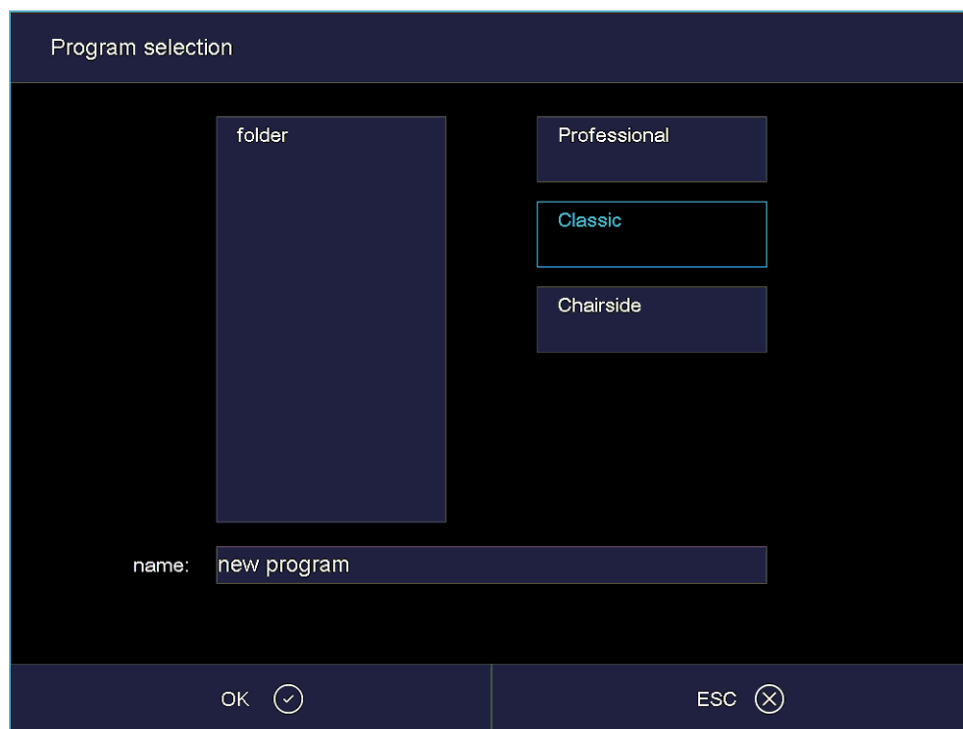 Program selection
folder
Professional
Classic
Chairside
name: new program
OK
ESC